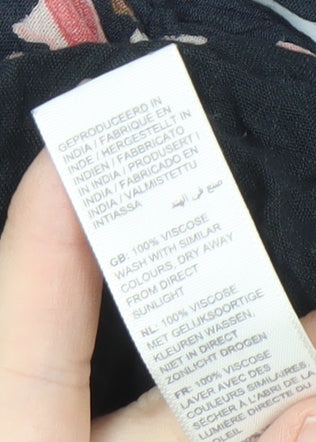 GEPRODUCEERD IN
INDIA / FABRIQUE EN
INDE / HERGESTELLT IN
INDIEN / FABBRICATO
IN INDIA / PRODUSERT I
INDIA / FABRICADO EN
INDIA / VALMISTETTU
INTIASSA
صنع في الهند
GB: 100% VISCOSE
WASH WITH SIMILAR
COLOURS, DRY AWAY
FROM DIRECT
SUNLIGHT
NL: 100% VISCOSE
MET GELIJKSOORTIGE
KLEUREN WASSEN,
NIET IN DIRECT
ZONLICHT DROGEN
FR: 100% VISCOSE
LAVER AVEC DES
COULEURS SIMILAIRES,
SÉCHER À L'ABRI DE LA
LUMIÈRE DIRECTE DU